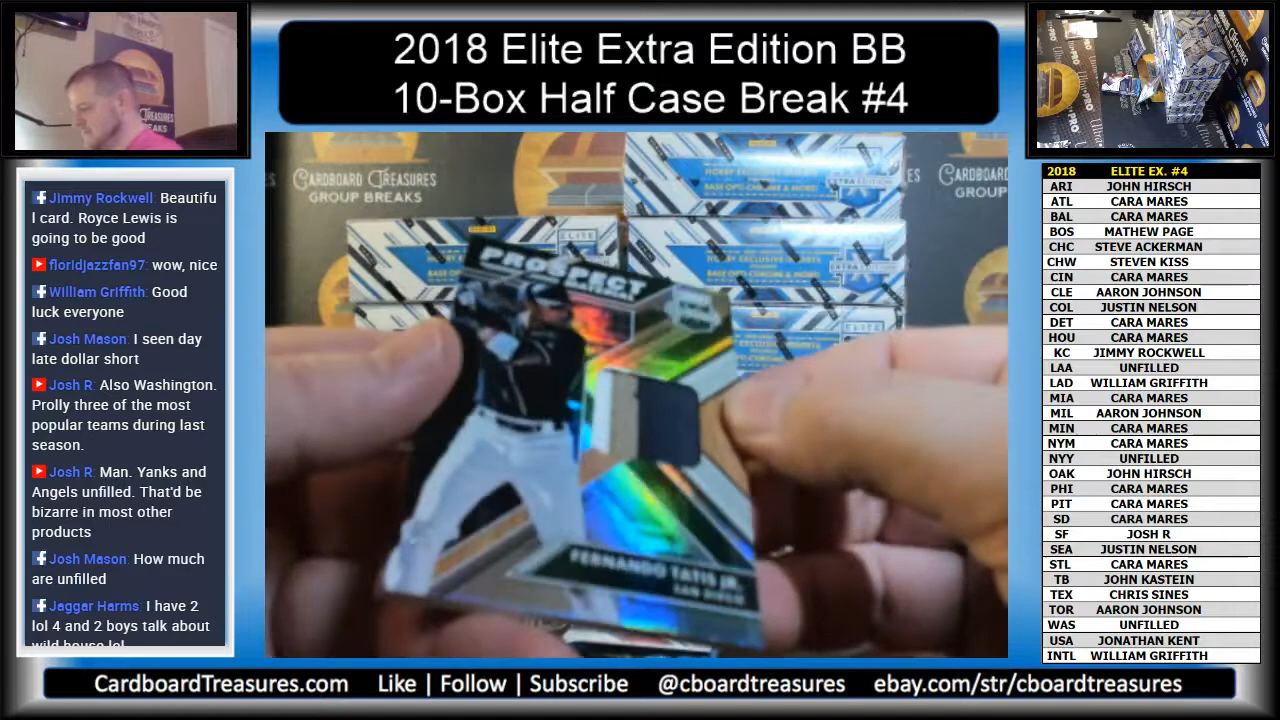 2018 Elite Extra Edition BB
10-Box Half Case Break #4
Jimmy Rockwell: Beautifu
l card. Royce Lewis is
going to be good
floridjazzfan97: wow, nice
William Griffith: Good
luck everyone
Josh Mason: I seen day
late dollar short
Josh R: Also Washington.
Prolly three of the most
popular teams during last
season.
Josh R: Man. Yanks and
Angels unfilled. That'd be
bizarre in most other
products
Josh Mason: How much
are unfilled
Jaggar Harms: I have 2
lol 4 and 2 boys talk about
wild house lol
CARDBOARD TREASURES
GROUP BREAKS
PROSPECT
FERNANDO TATIS JR.
SAN DIEGO
ELITE
EXTRA EDITION
2018 ELITE EX. #4
ARI JOHN HIRSCH
ATL CARA MARES
BAL CARA MARES
BOS MATHEW PAGE
CHC STEVE ACKERMAN
CHW STEVEN KISS
CIN CARA MARES
CLE AARON JOHNSON
COL JUSTIN NELSON
DET CARA MARES
HOU CARA MARES
KC JIMMY ROCKWELL
LAA UNFILLED
LAD WILLIAM GRIFFITH
MIA CARA MARES
MIL AARON JOHNSON
MIN CARA MARES
NYM CARA MARES
NYY UNFILLED
OAK JOHN HIRSCH
PHI CARA MARES
PIT CARA MARES
SD CARA MARES
SF JOSH R
SEA JUSTIN NELSON
STL CARA MARES
TB JOHN KASTEIN
TEX CHRIS SINES
TOR AARON JOHNSON
WAS UNFILLED
USA JONATHAN KENT
INTL WILLIAM GRIFFITH
CardboardTreasures.com Like | Follow | Subscribe @cboardtreasures ebay.com/str/cboardtreasures